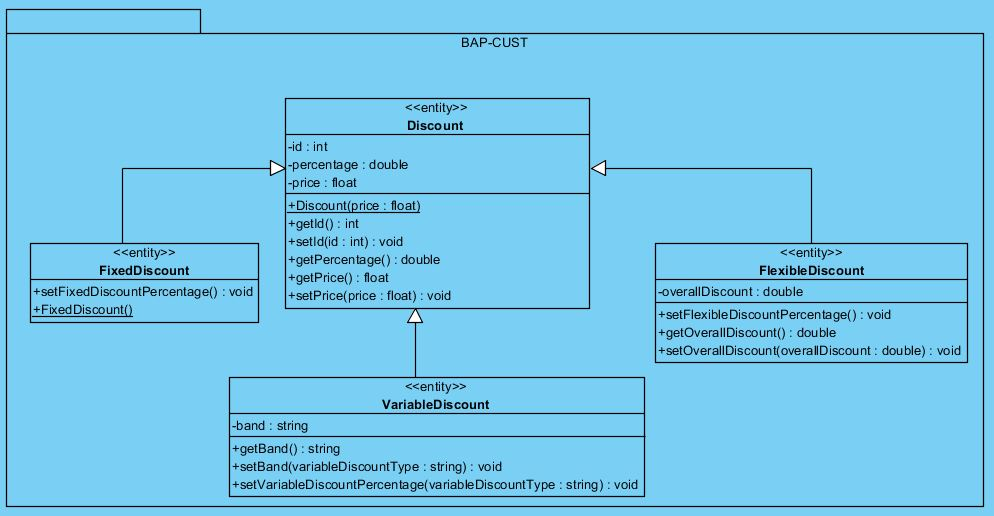 BAP-CUST
<<entity>>
Discount
-id : int
-percentage : double
-price : float
+Discount(price : float)
+getId() : int
+setId(id : int) : void
+getPercentage() : double
+getPrice() : float
+setPrice(price : float) : void
<<entity>>
FixedDiscount
+setFixedDiscountPercentage() : void
+FixedDiscount()
<<entity>>
FlexibleDiscount
-overallDiscount : double
+setFlexibleDiscountPercentage() : void
+getOverallDiscount() : double
+setOverallDiscount(overallDiscount : double) : void
<<entity>>
VariableDiscount
-band : string
+getBand() : string
+setBand(variableDiscountType : string) : void
+setVariableDiscountPercentage(variableDiscountType : string) : void